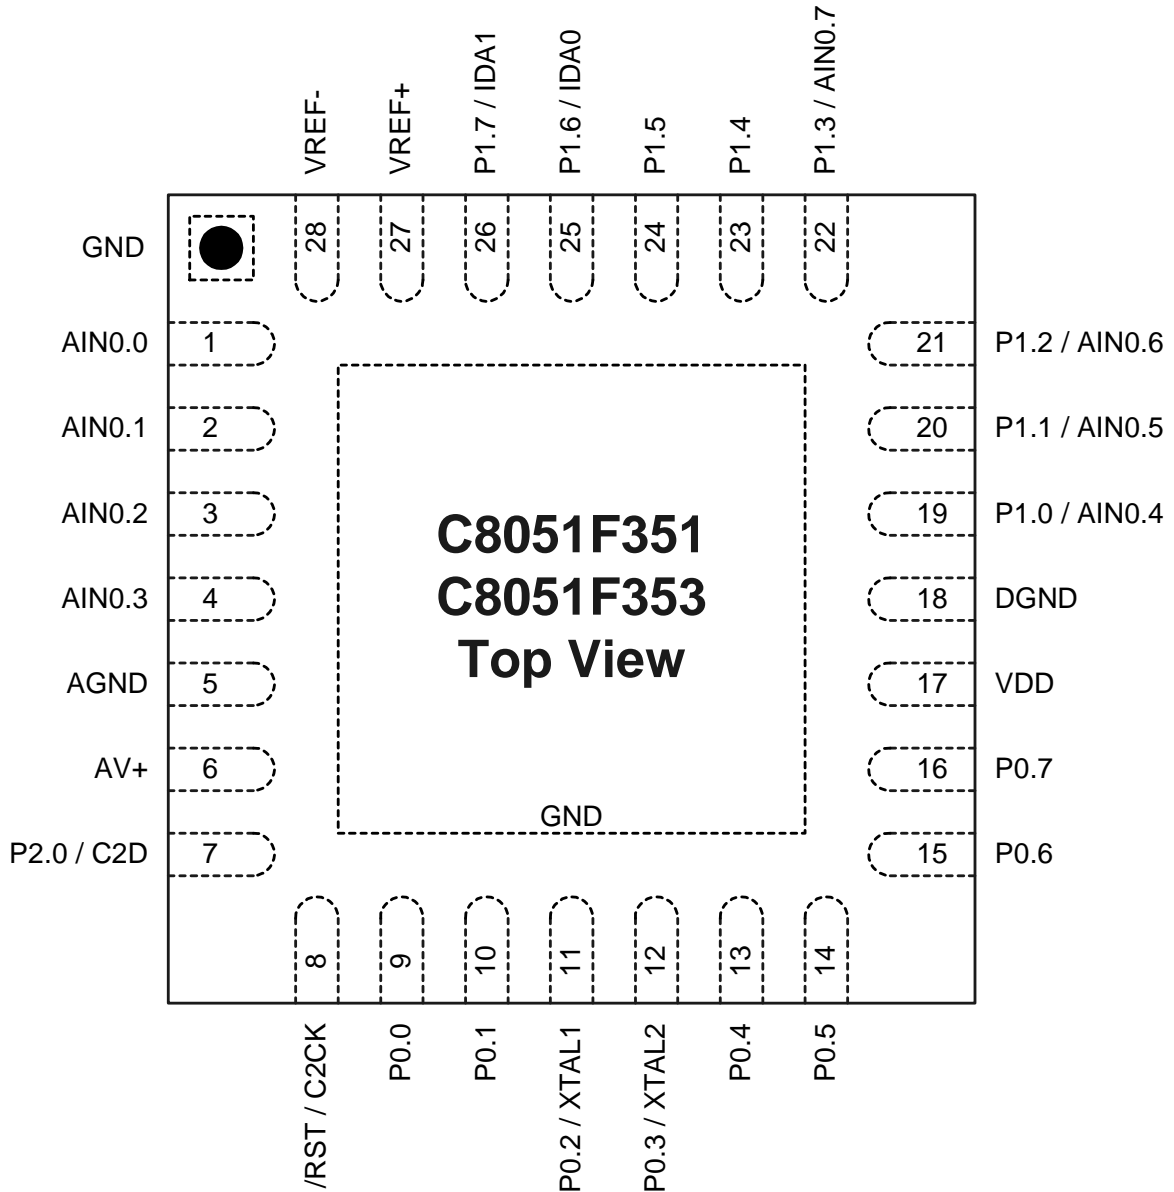 VREF-
VREF+
P1.7 / IDA1
P1.6 / IDA0
P1.5
P1.4
P1.3 / AIN0.7
28
27
26
25
24
23
22
GND
AIN0.0
1
AIN0.1
2
AIN0.2
3
AIN0.3
4
AGND
5
AV+
6
P2.0 / C2D
7
C8051F351
C8051F353
Top View
GND
21
P1.2 / AIN0.6
20
P1.1 / AIN0.5
19
P1.0 / AIN0.4
18
DGND
17
VDD
16
P0.7
15
P0.6
8
9
10
11
12
13
14
/RST / C2CK
P0.0
P0.1
P0.2 / XTAL1
P0.3 / XTAL2
P0.4
P0.5